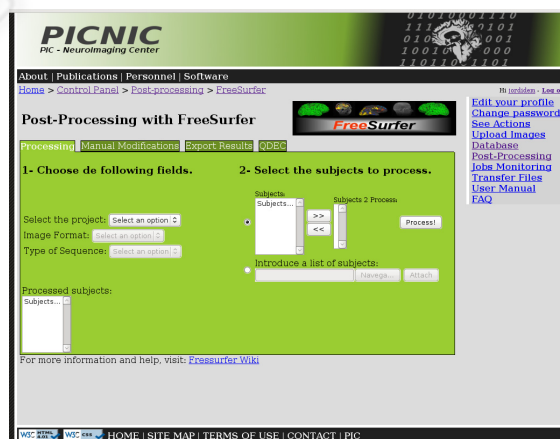 PICNIC
PIC - NeuroImaging Center
About | Publications | Personnel | Software
Home > Control Panel > Post-processing > FreeSurfer
Hi jordidem - Log o
Edit your profile
Change password
See Actions
Upload Images
Database
Post-Processing
Jobs Monitoring
Transfer Files
User Manual
FAQ
Post-Processing with FreeSurfer
FreeSurfer
Processing Manual Modifications Export Results QDEC
1- Choose de following fields.
Select the project: Select an option
Image Format: Select an option
Type of Sequence: Select an option
Processed subjects:
Subjects...
2- Select the subjects to process.
Subjects:
Subjects...
>>
<<
Subjects 2 Process:
Process!
Introduce a list of subjects:
Navega... Attach
For more information and help, visit: Fressurfer Wiki
W3C HTML 4.01 W3C css HOME | SITE MAP | TERMS OF USE | CONTACT | PIC